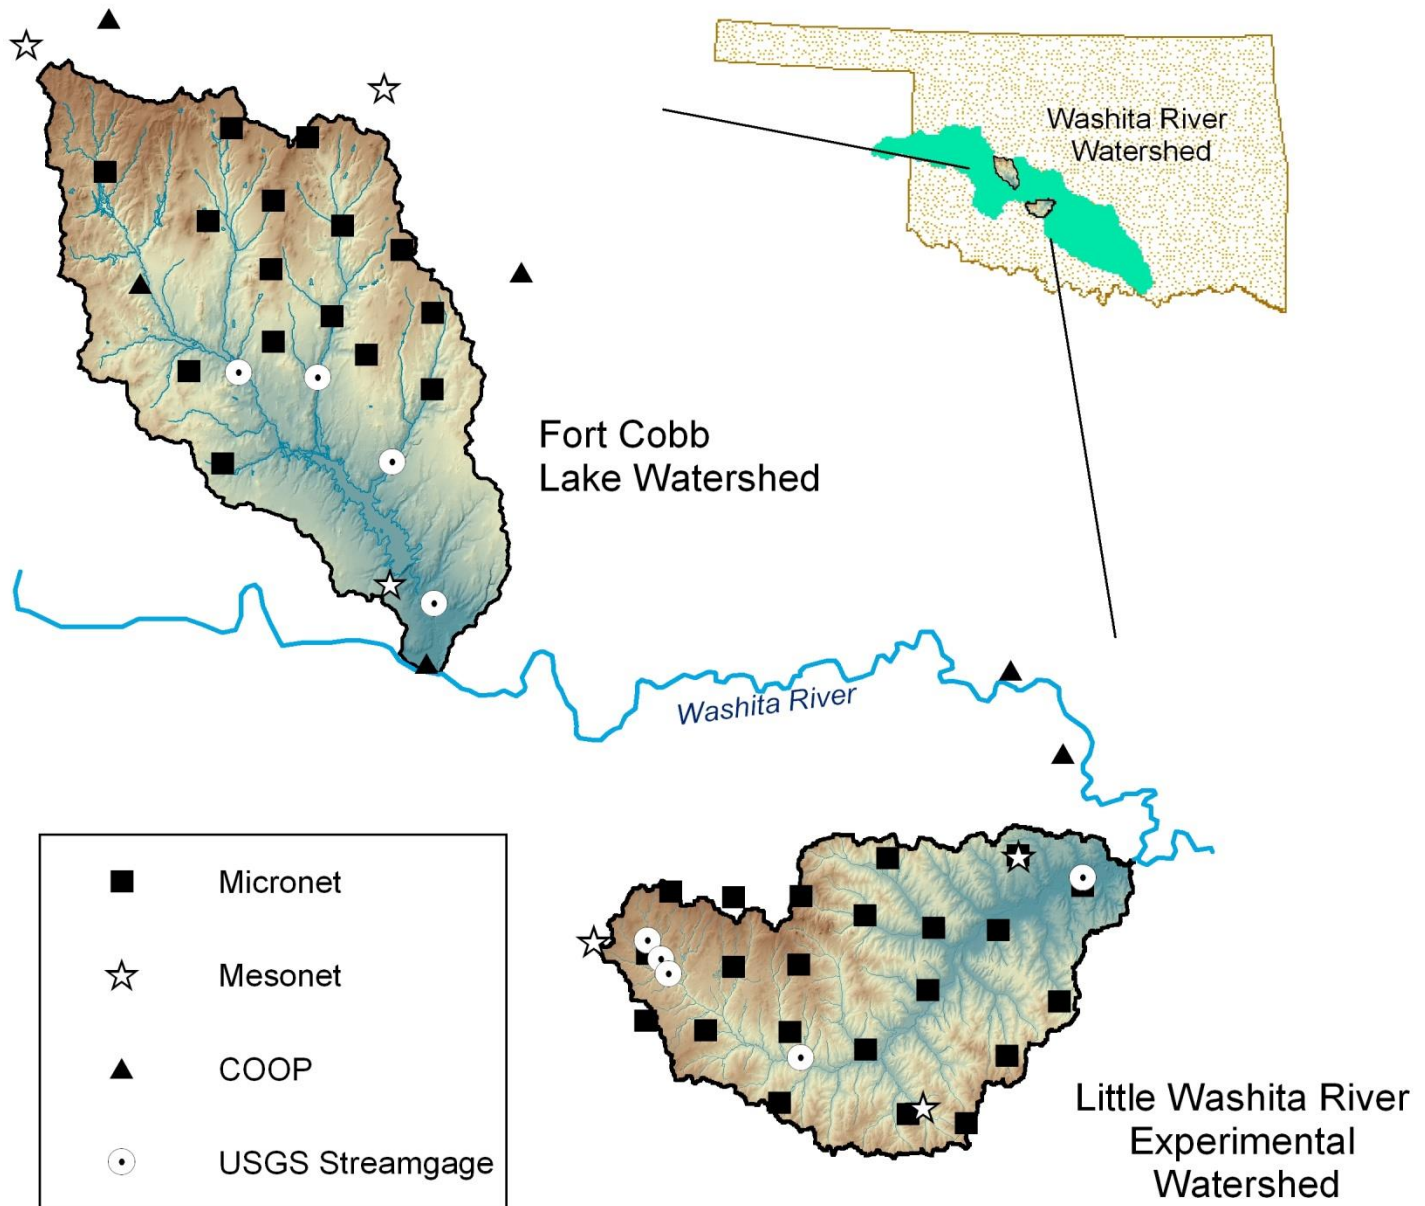 Washita River
Watershed
Fort Cobb
Lake Watershed
Washita River
Micronet
Mesonet
COOP
USGS Streamgage
Little Washita River
Experimental
Watershed